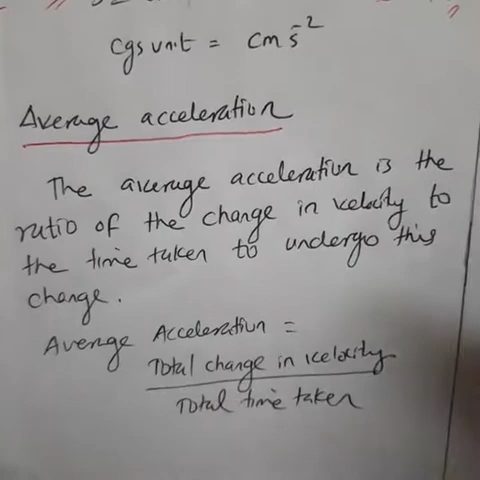 Cgs unit = cm s⁻²
Average acceleration
The average acceleration is the
ratio of the change in velocity to
the time taken to undergo this
change.
Average Acceleration =
Total change in velocity
Total time taken